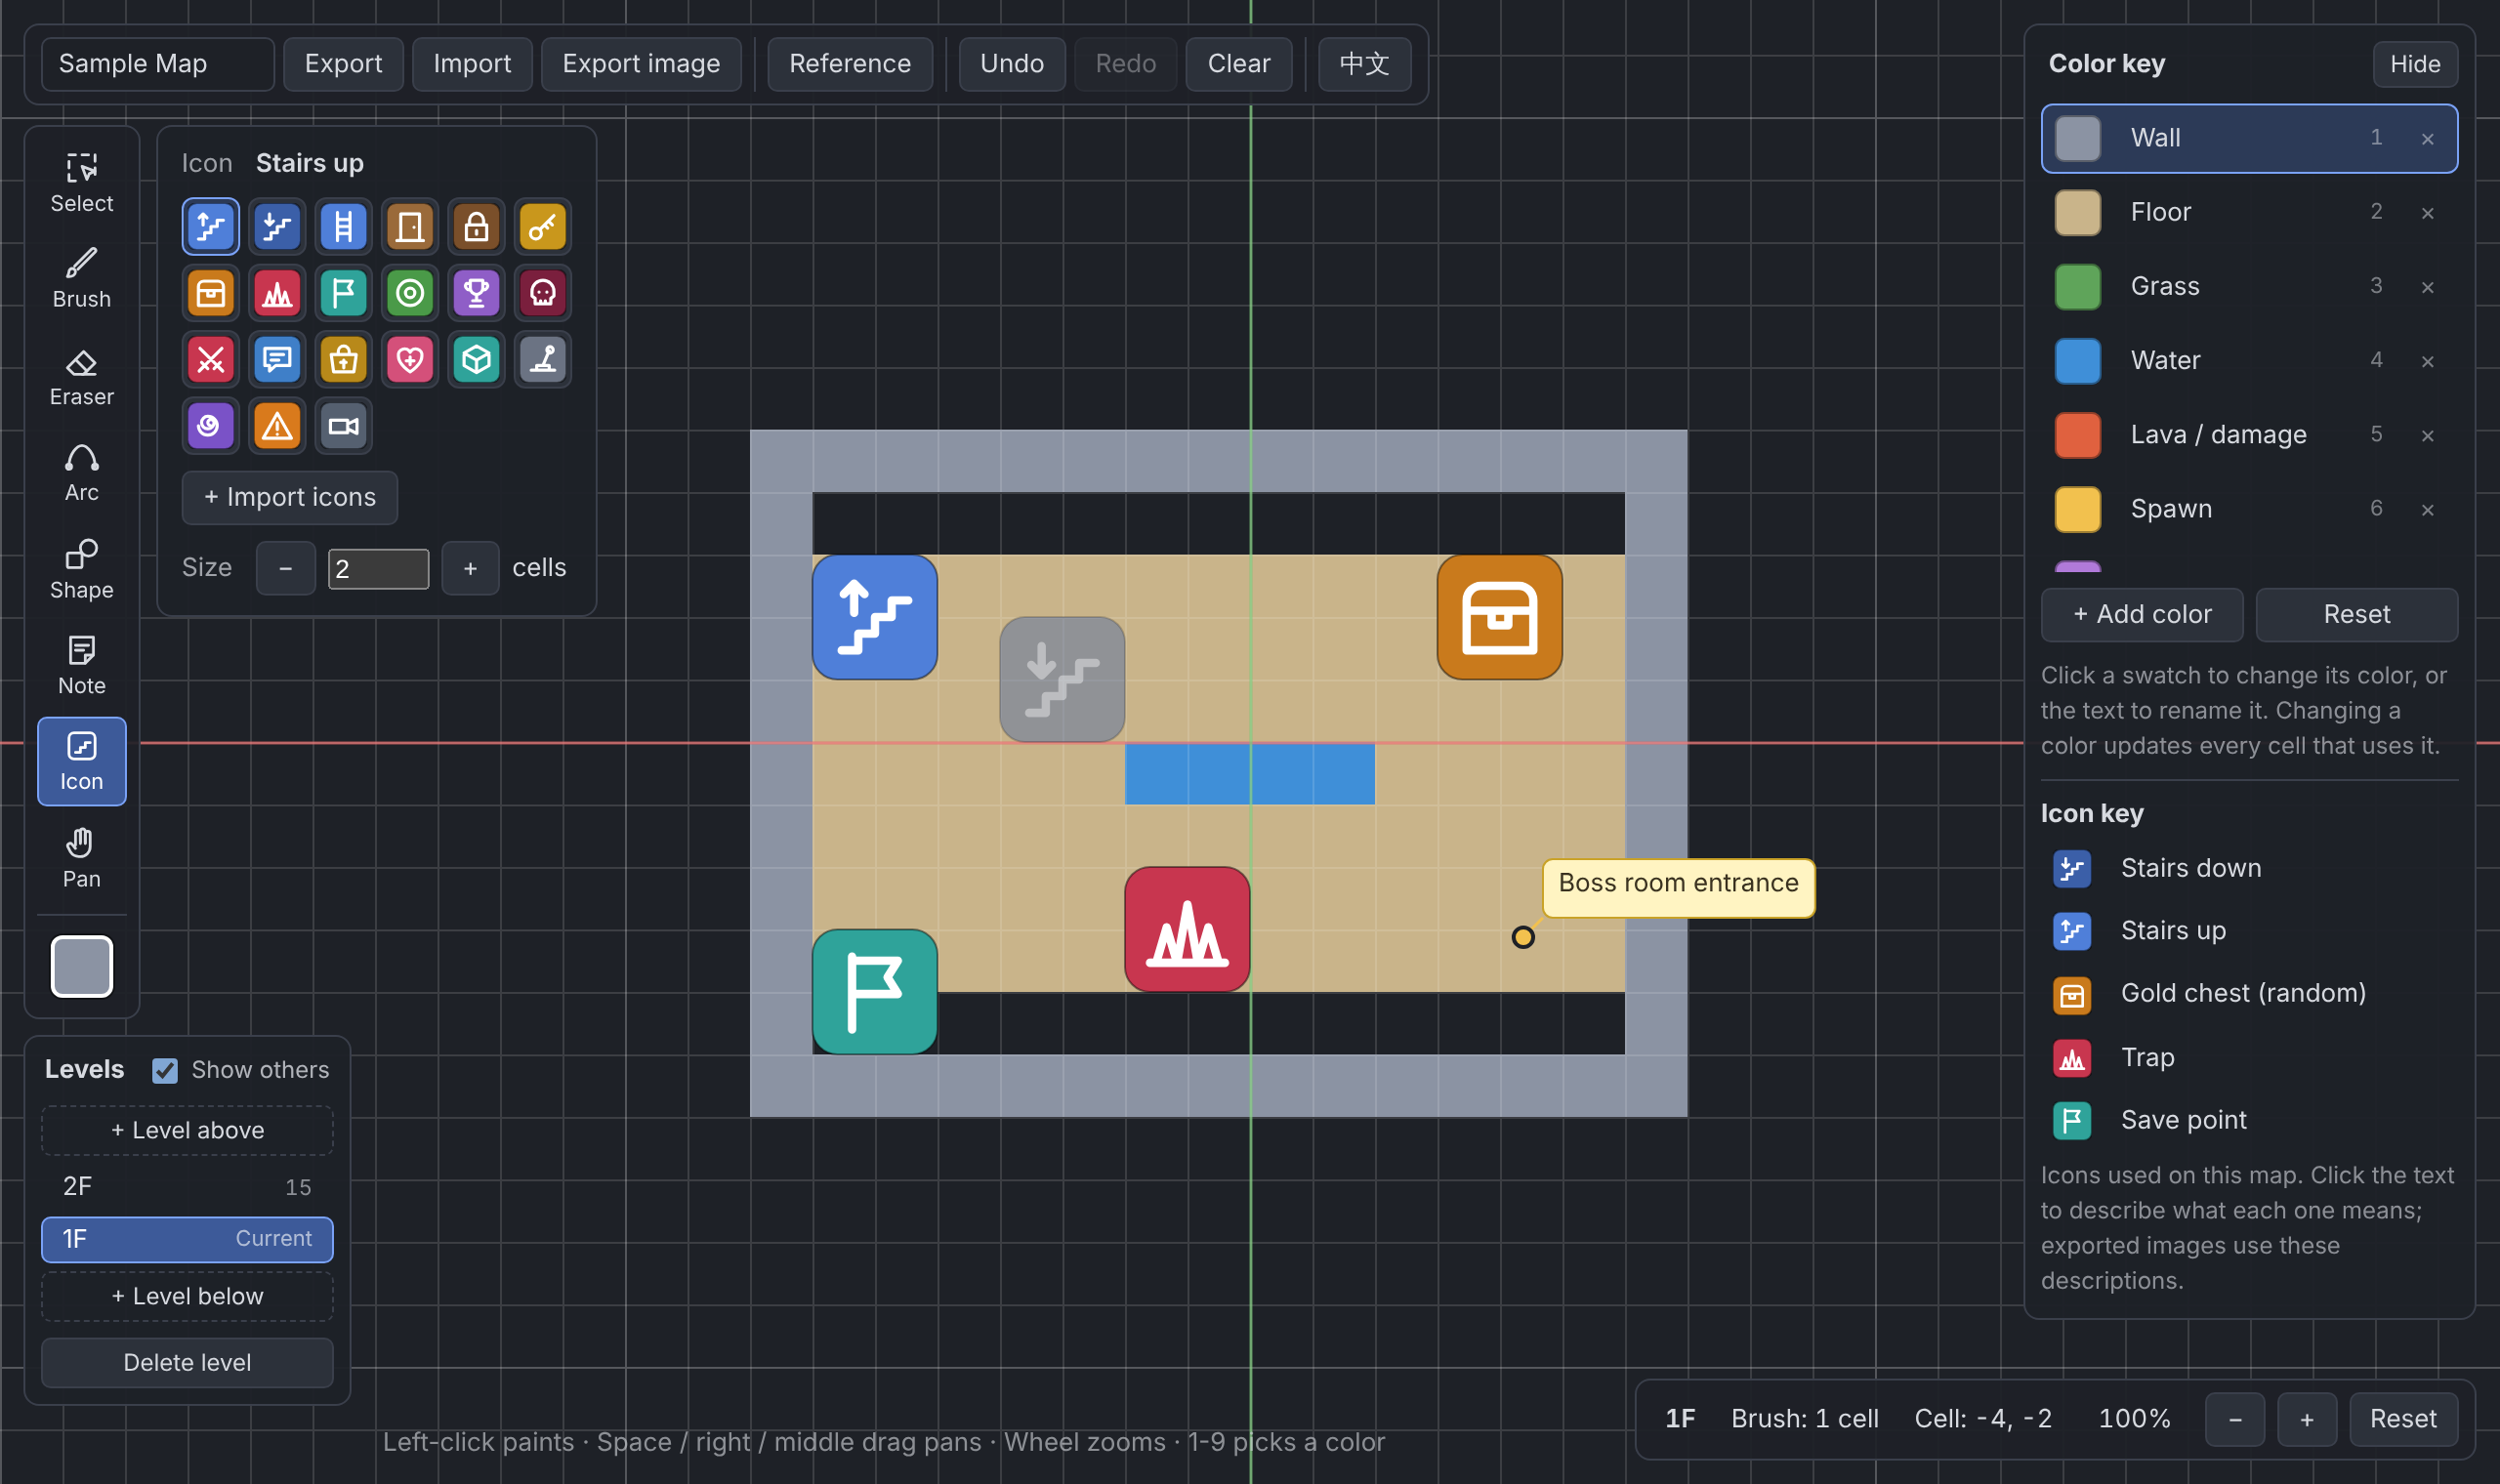 Sample Map
Export
Import
Export image
Reference
Undo
Redo
Clear
中文
Select
Brush
Eraser
Arc
Shape
Note
Icon
Pan
Icon Stairs up
+ Import icons
Size − 2 + cells
Levels Show others
+ Level above
2F 15
1F Current
+ Level below
Delete level
Boss room entrance
Color key Hide
Wall 1 ×
Floor 2 ×
Grass 3 ×
Water 4 ×
Lava / damage 5 ×
Spawn 6 ×
+ Add color Reset
Click a swatch to change its color, or
the text to rename it. Changing a
color updates every cell that uses it.
Icon key
Stairs down
Stairs up
Gold chest (random)
Trap
Save point
Icons used on this map. Click the text
to describe what each one means;
exported images use these
descriptions.
Left-click paints · Space / right / middle drag pans · Wheel zooms · 1-9 picks a color
1F Brush: 1 cell Cell: -4, -2 100% − + Reset